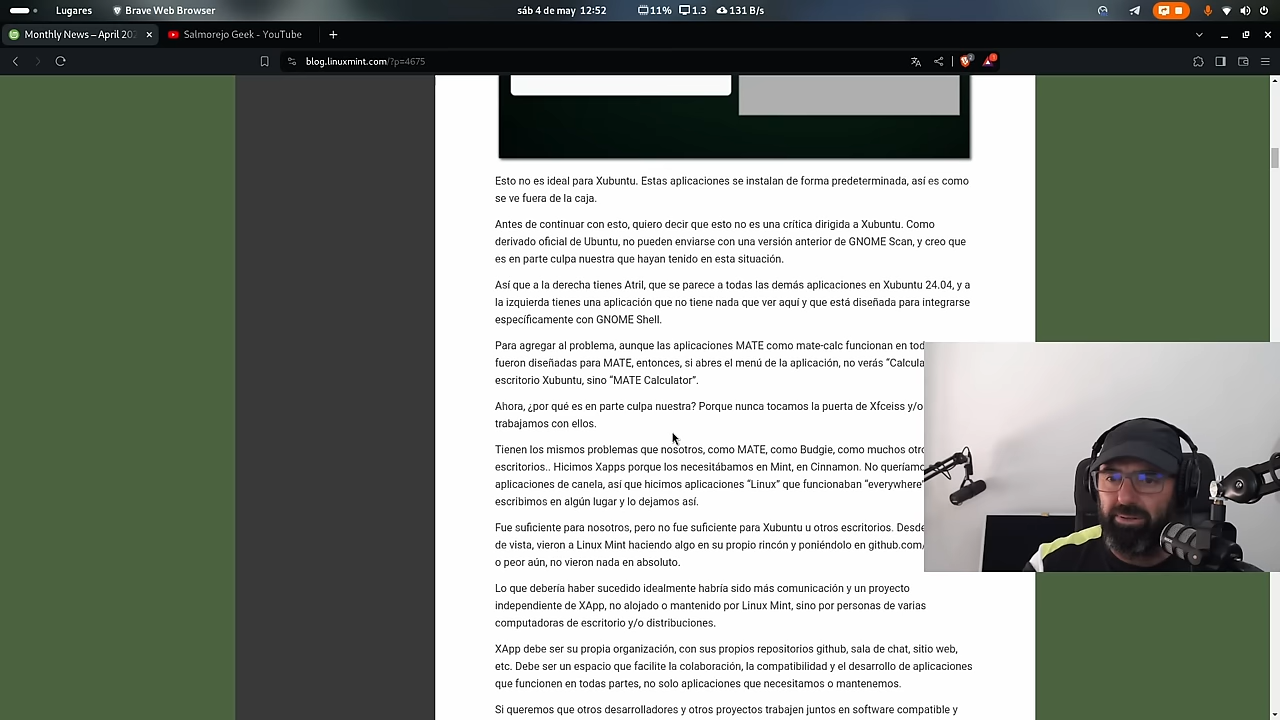 Lugares
Brave Web Browser
sáb 4 de may 12:52
11%
1.3
131 B/s
Monthly News – April 202
Salmorejo Geek - YouTube
blog.linuxmint.com/?p=4675
Esto no es ideal para Xubuntu. Estas aplicaciones se instalan de forma predeterminada, así es como
se ve fuera de la caja.
Antes de continuar con esto, quiero decir que esto no es una crítica dirigida a Xubuntu. Como
derivado oficial de Ubuntu, no pueden enviarse con una versión anterior de GNOME Scan, y creo que
es en parte culpa nuestra que hayan tenido en esta situación.
Así que a la derecha tienes Atril, que se parece a todas las demás aplicaciones en Xubuntu 24.04, y a
la izquierda tienes una aplicación que no tiene nada que ver aquí y que está diseñada para integrarse
específicamente con GNOME Shell.
Para agregar al problema, aunque las aplicaciones MATE como mate-calc funcionan en tod
fueron diseñadas para MATE, entonces, si abres el menú de la aplicación, no verás “Calcula
escritorio Xubuntu, sino “MATE Calculator”.
Ahora, ¿por qué es en parte culpa nuestra? Porque nunca tocamos la puerta de Xfceiss y/o
trabajamos con ellos.
Tienen los mismos problemas que nosotros, como MATE, como Budgie, como muchos otro
escritorios.. Hicimos Xapps porque los necesitábamos en Mint, en Cinnamon. No queríamo
aplicaciones de canela, así que hicimos aplicaciones “Linux” que funcionaban “everywhere”
escribimos en algún lugar y lo dejamos así.
Fue suficiente para nosotros, pero no fue suficiente para Xubuntu u otros escritorios. Desde
de vista, vieron a Linux Mint haciendo algo en su propio rincón y poniéndolo en github.com/
o peor aún, no vieron nada en absoluto.
Lo que debería haber sucedido idealmente habría sido más comunicación y un proyecto
independiente de XApp, no alojado o mantenido por Linux Mint, sino por personas de varias
computadoras de escritorio y/o distribuciones.
XApp debe ser su propia organización, con sus propios repositorios github, sala de chat, sitio web,
etc. Debe ser un espacio que facilite la colaboración, la compatibilidad y el desarrollo de aplicaciones
que funcionen en todas partes, no solo aplicaciones que necesitamos o mantenemos.
Si queremos que otros desarrolladores y otros proyectos trabajen juntos en software compatible y